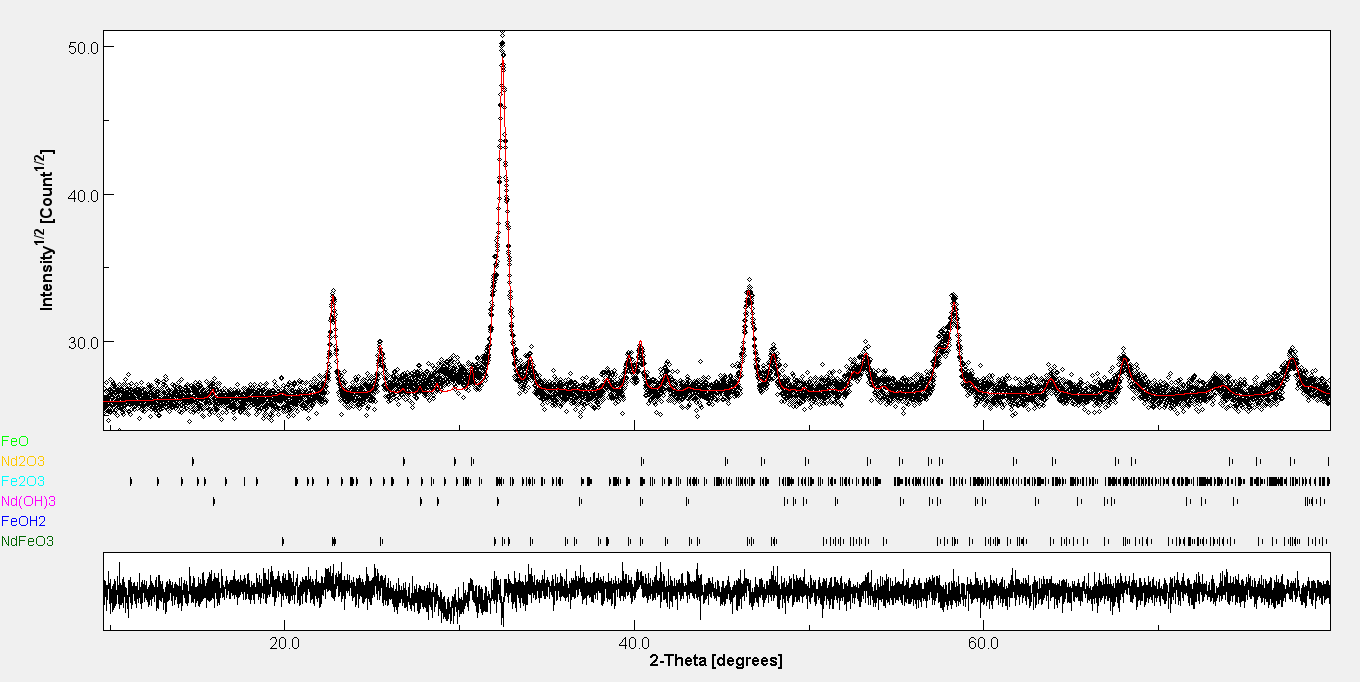 50.0
40.0
30.0
Intensity1/2 [Count1/2]
FeO
Nd2O3
Fe2O3
Nd(OH)3
FeOH2
NdFeO3
20.0 40.0 60.0
2-Theta [degrees]